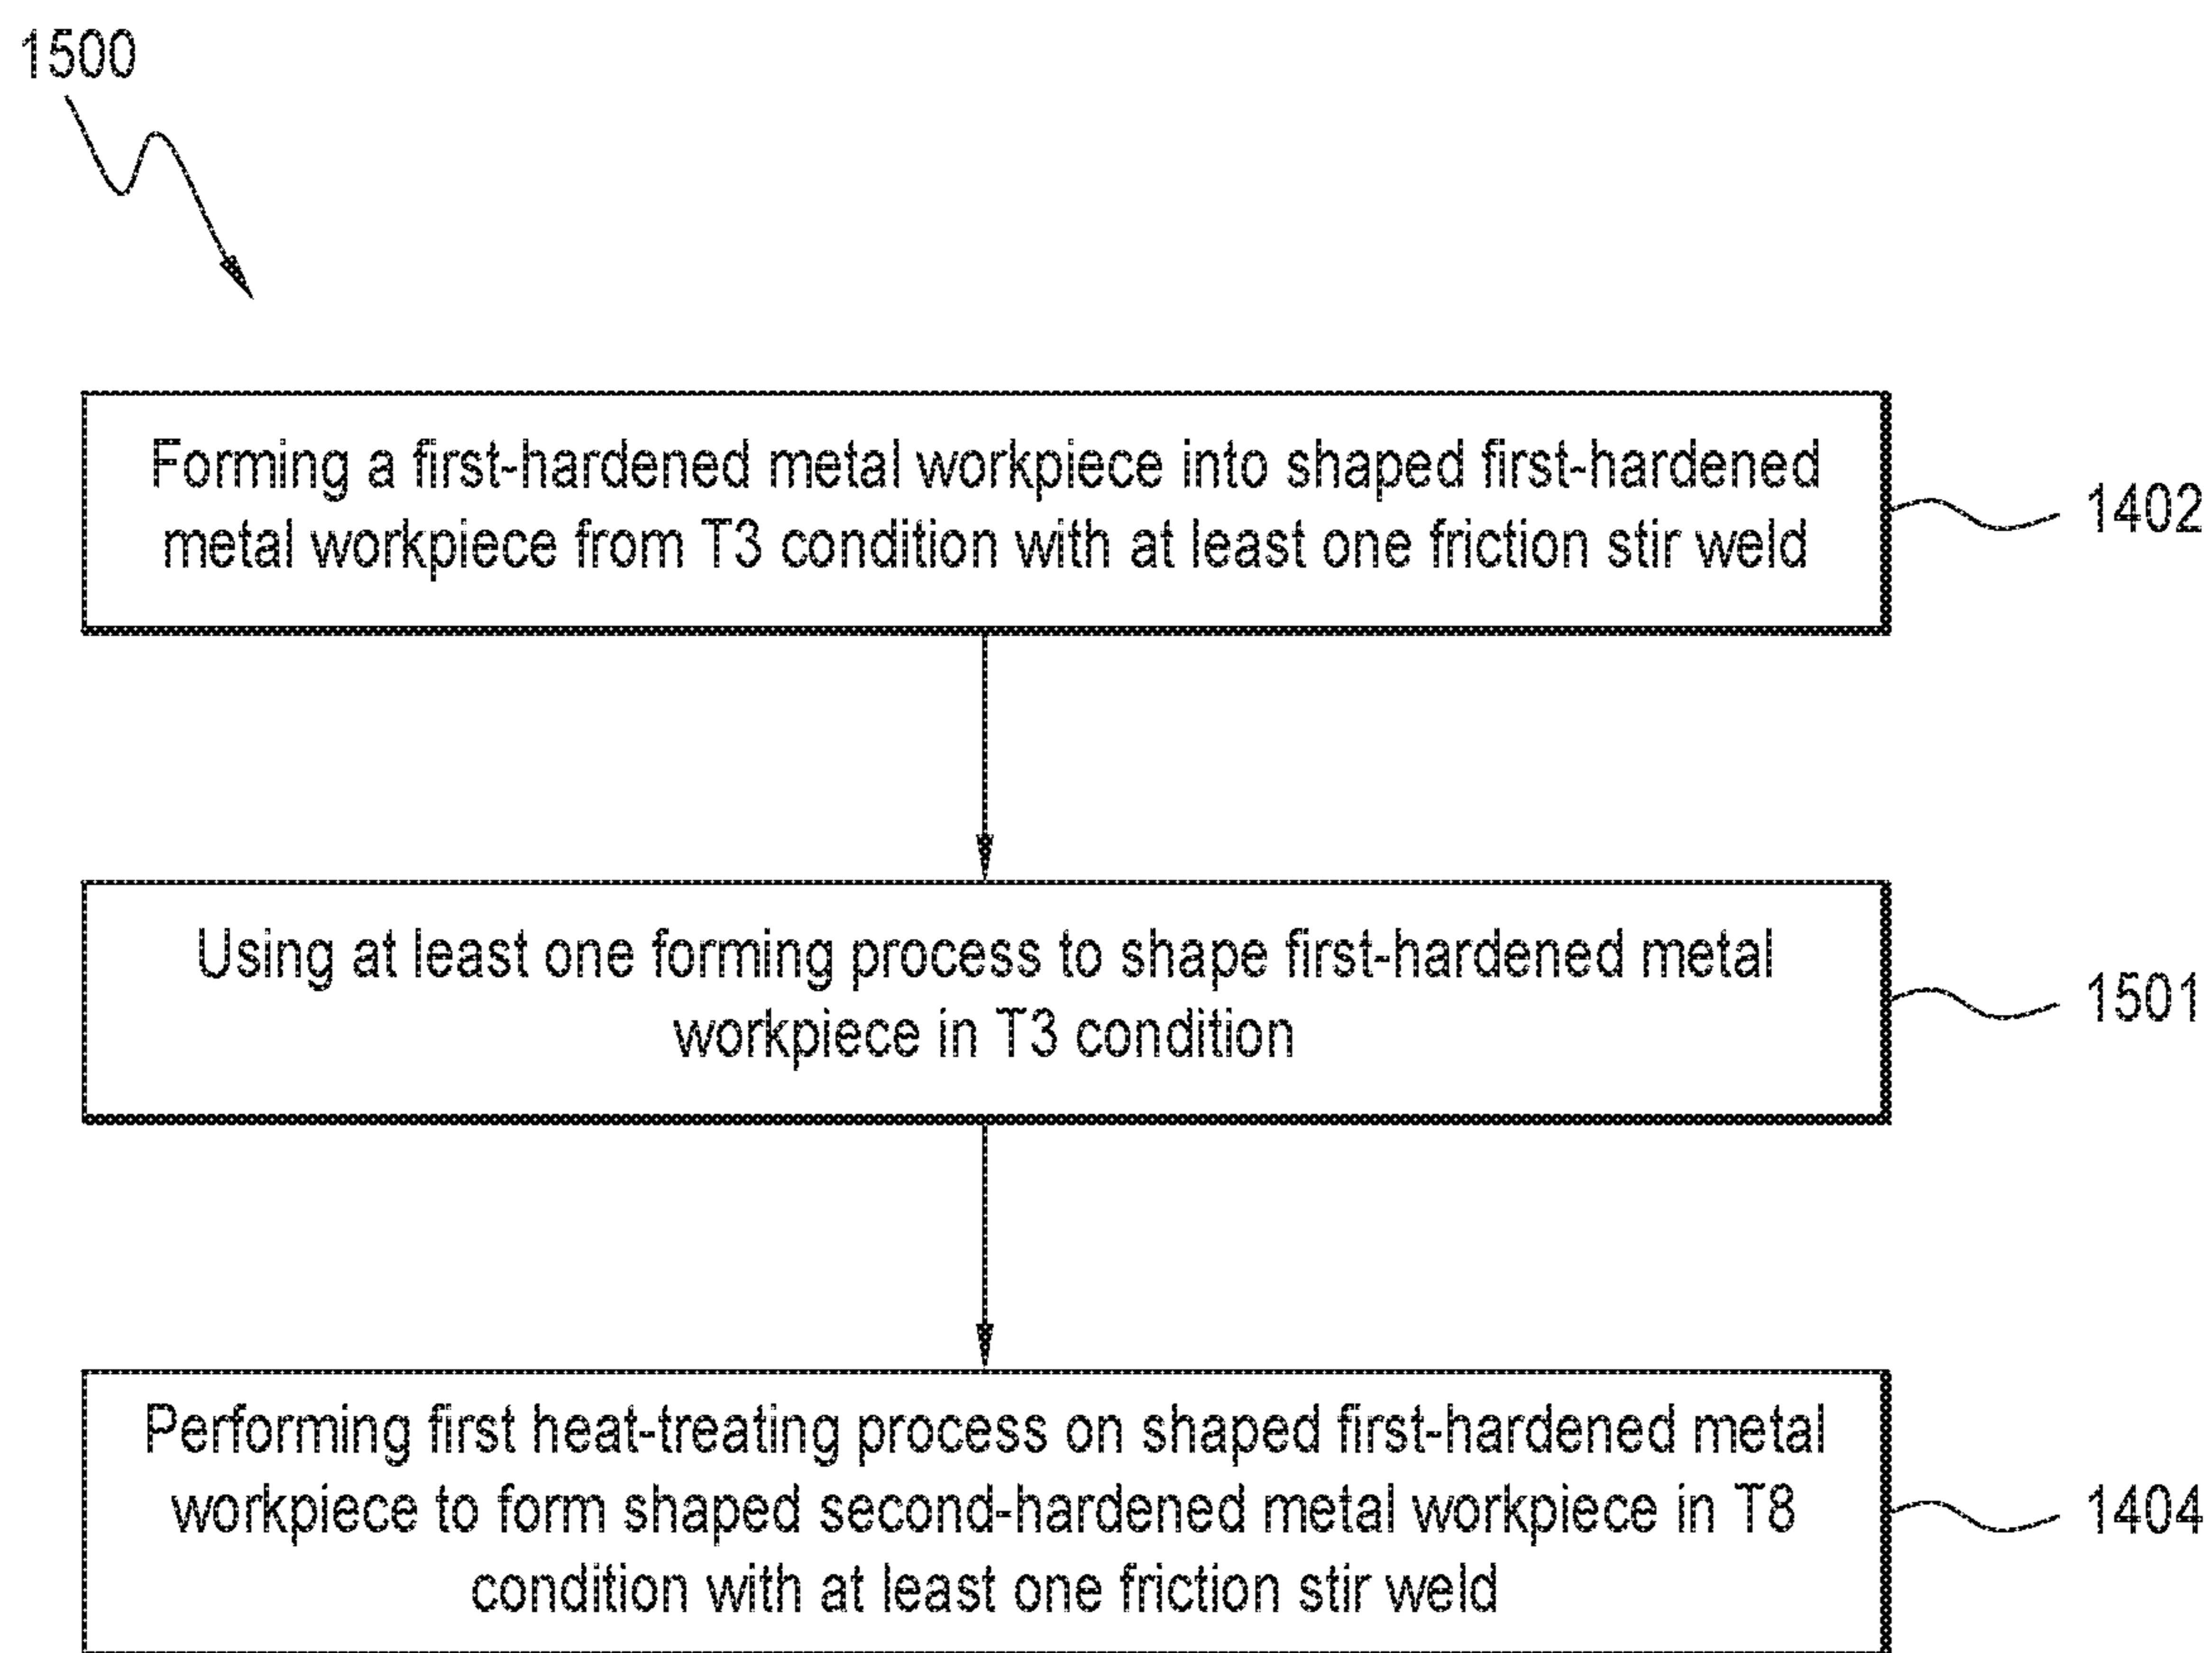 1500
Forming a first-hardened metal workpiece into shaped first-hardened
metal workpiece from T3 condition with at least one friction stir weld
1402
Using at least one forming process to shape first-hardened metal
workpiece in T3 condition
1501
Performing first heat-treating process on shaped first-hardened metal
workpiece to form shaped second-hardened metal workpiece in T8
condition with at least one friction stir weld
1404